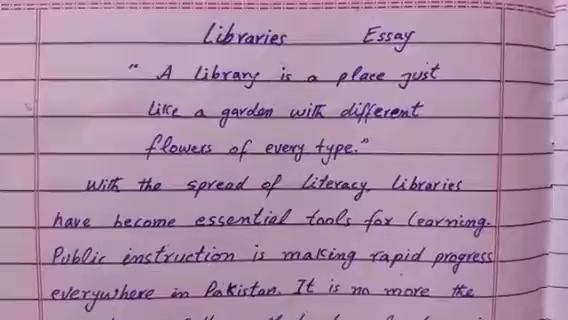 Libraries Essay
" A library is a place just
like a garden with different
flowers of every type."
With the spread of literacy, libraries
have become essential tools for learning.
Public instruction is making rapid progress
everywhere in Pakistan. It is no more the